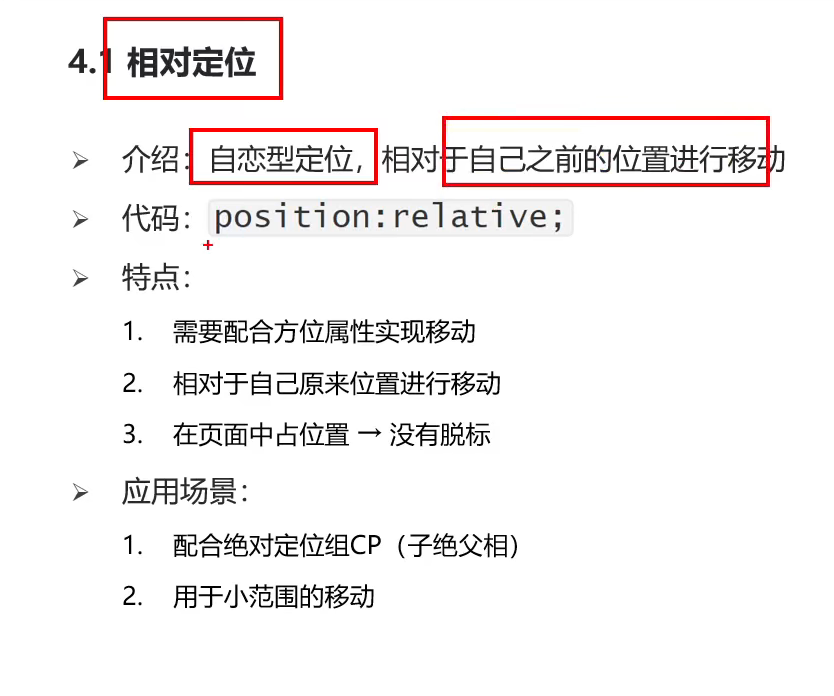 4.1 相对定位
➢ 介绍：自恋型定位，相对于自己之前的位置进行移动
➢ 代码：position:relative;
➢ 特点：
1. 需要配合方位属性实现移动
2. 相对于自己原来位置进行移动
3. 在页面中占位置 → 没有脱标
➢ 应用场景：
1. 配合绝对定位组CP（子绝父相）
2. 用于小范围的移动